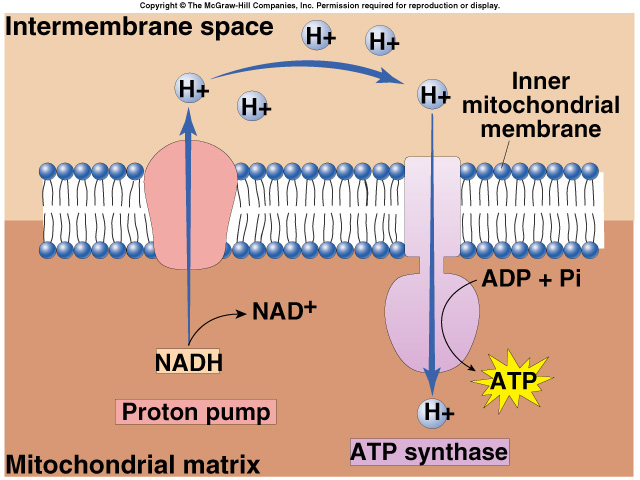 Copyright © The McGraw-Hill Companies, Inc. Permission required for reproduction or display.
Intermembrane space
H+
H+
H+
H+
H+
Inner
mitochondrial
membrane
ADP + Pi
NAD+
NADH
ATP
Proton pump
H+
ATP synthase
Mitochondrial matrix